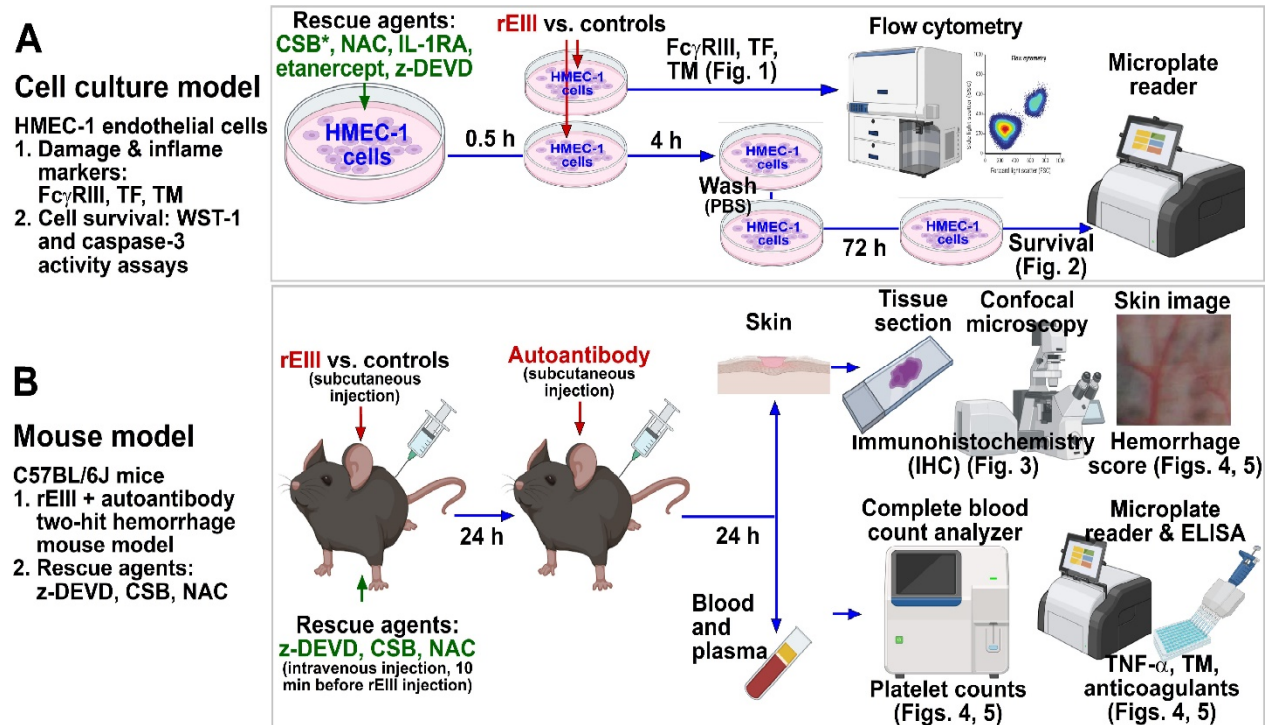 A
Cell culture model
HMEC-1 endothelial cells
1. Damage & inflame
markers:
FcγRIII, TF, TM
2. Cell survival: WST-1
and caspase-3
activity assays
Rescue agents:
CSB*, NAC, IL-1RA,
etanercept, z-DEVD
HMEC-1
cells
0.5 h
rEIII vs. controls
HMEC-1
cells
HMEC-1
cells
FcγRIII, TF,
TM (Fig. 1)
4 h
HMEC-1
cells
Wash
(PBS)
HMEC-1
cells
72 h
HMEC-1
cells
Survival
(Fig. 2)
Flow cytometry
Microplate
reader
B
Mouse model
C57BL/6J mice
1. rEIII + autoantibody
two-hit hemorrhage
mouse model
2. Rescue agents:
z-DEVD, CSB, NAC
rEIII vs. controls
(subcutaneous
injection)
24 h
Rescue agents:
z-DEVD, CSB, NAC
(intravenous injection, 10
min before rEIII injection)
Autoantibody
(subcutaneous
injection)
24 h
Skin
Tissue
section
Confocal
microscopy
Skin image
Immunohistochemistry
(IHC) (Fig. 3)
Hemorrhage
score (Figs. 4, 5)
Blood
and
plasma
Complete blood
count analyzer
Platelet counts
(Figs. 4, 5)
Microplate
reader & ELISA
TNF-α, TM,
anticoagulants
(Figs. 4, 5)